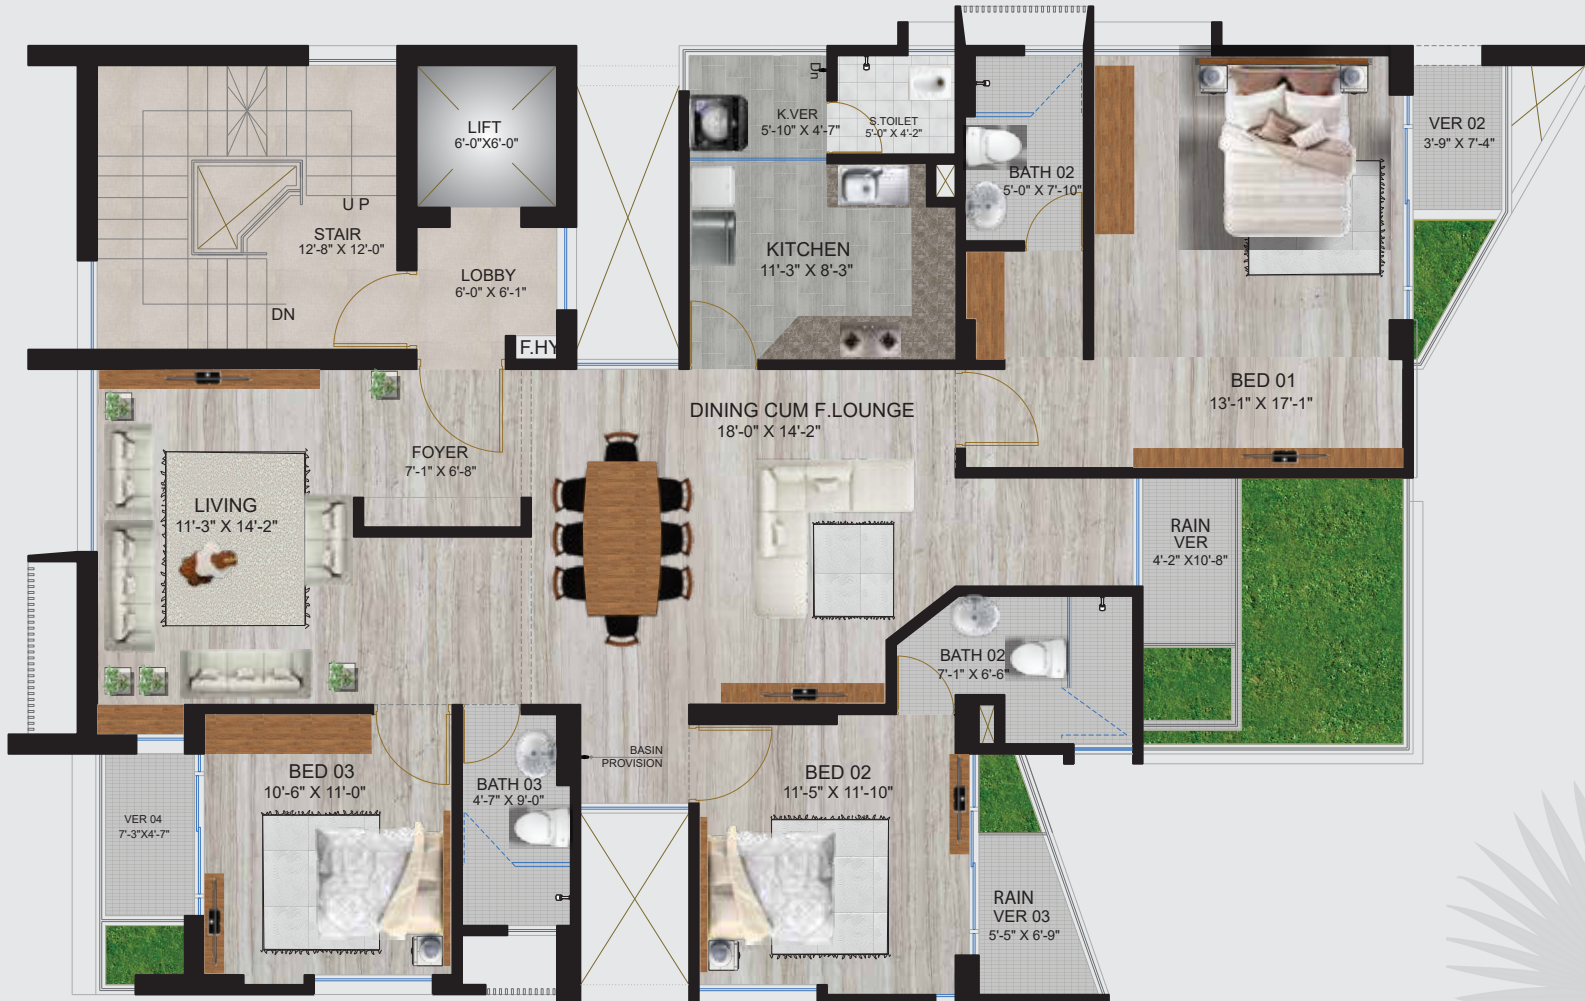 LIFT
6'-0"X6'-0"
U P
STAIR
12'-8" X 12'-0"
DN
LOBBY
6'-0" X 6'-1"
F.HY
Dn
K.VER
5'-10" X 4'-7"
S.TOILET
5'-0" X 4'-2"
KITCHEN
11'-3" X 8'-3"
BATH 02
5'-0" X 7'-10"
VER 02
3'-9" X 7'-4"
BED 01
13'-1" X 17'-1"
DINING CUM F.LOUNGE
18'-0" X 14'-2"
FOYER
7'-1" X 6'-8"
LIVING
11'-3" X 14'-2"
RAIN
VER
4'-2" X10'-8"
BATH 02
7'-1" X 6'-6"
BASIN
PROVISION
BED 03
10'-6" X 11'-0"
BATH 03
4'-7" X 9'-0"
BED 02
11'-5" X 11'-10"
VER 04
7'-3"X4'-7"
RAIN
VER 03
5'-5" X 6'-9"